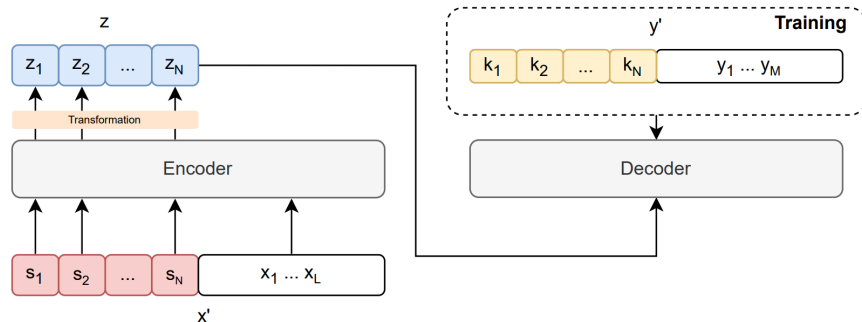 z
z1 z2 ... zN
Transformation
Encoder
s1 s2 ... sN x1 ... xL
x'
Training
y'
k1 k2 ... kN y1 ... yM
Decoder